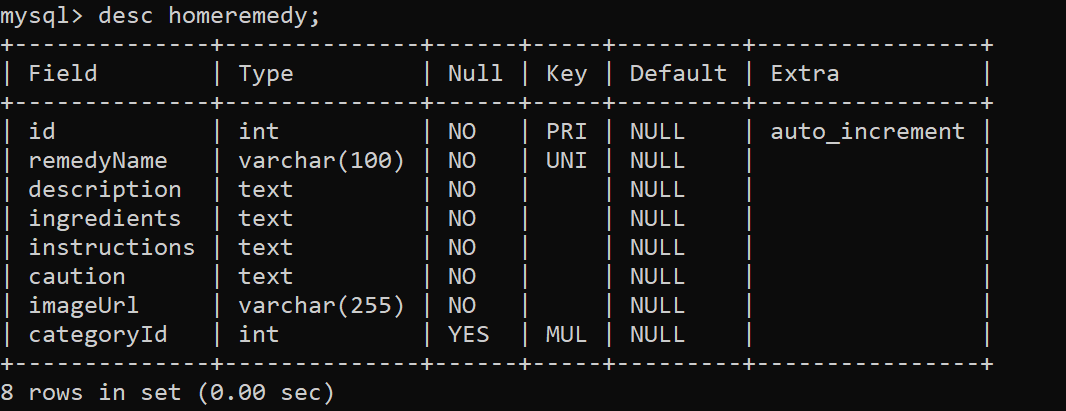 mysql> desc homeremedy;
+--------------+--------------+------+-----+---------+----------------+
| Field        | Type         | Null | Key | Default | Extra          |
+--------------+--------------+------+-----+---------+----------------+
| id           | int          | NO   | PRI | NULL    | auto_increment |
| remedyName   | varchar(100) | NO   | UNI | NULL    |                |
| description  | text         | NO   |     | NULL    |                |
| ingredients  | text         | NO   |     | NULL    |                |
| instructions | text         | NO   |     | NULL    |                |
| caution      | text         | NO   |     | NULL    |                |
| imageUrl     | varchar(255) | NO   |     | NULL    |                |
| categoryId   | int          | YES  | MUL | NULL    |                |
+--------------+--------------+------+-----+---------+----------------+
8 rows in set (0.00 sec)